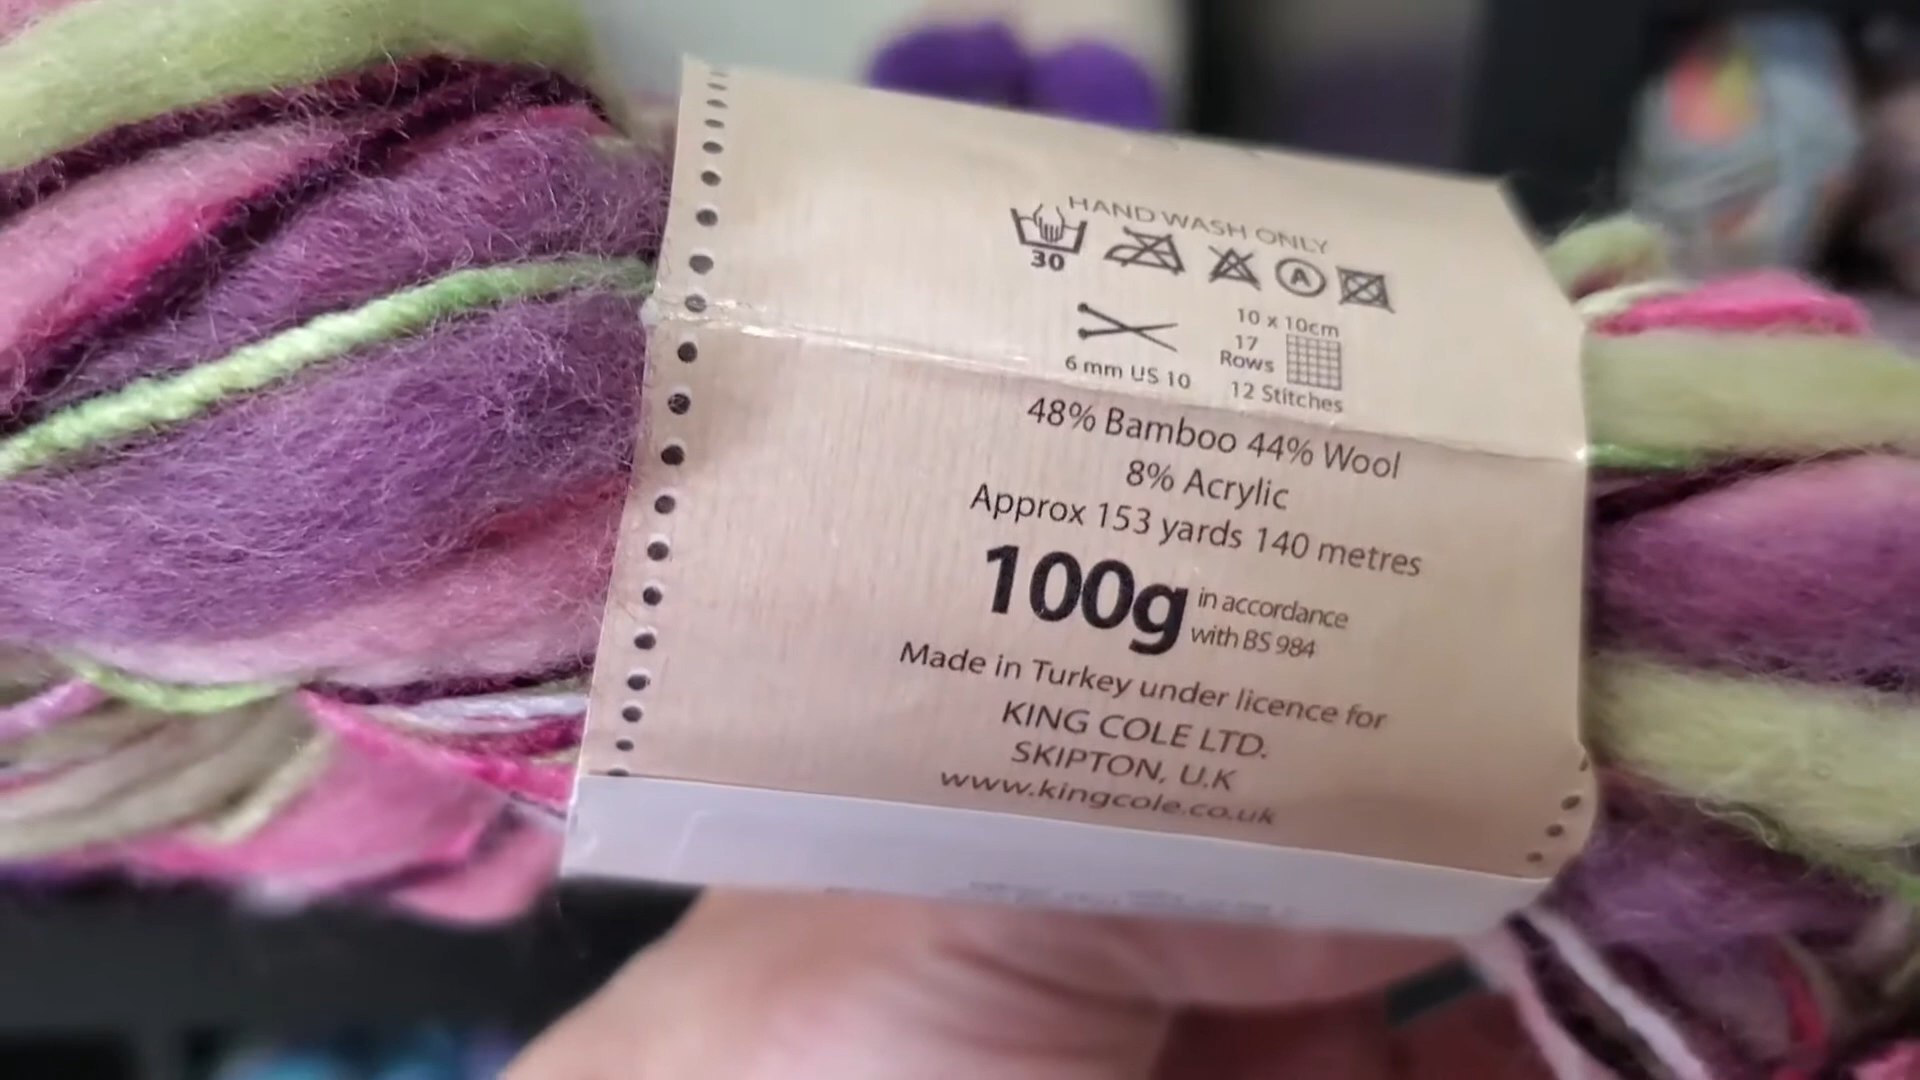 HAND WASH ONLY
30
A
10 x 10cm
17
Rows
12 Stitches
6 mm US 10
48% Bamboo 44% Wool
8% Acrylic
Approx 153 yards 140 metres
100g in accordance
with BS 984
Made in Turkey under licence for
KING COLE LTD.
SKIPTON, U.K
www.kingcole.co.uk